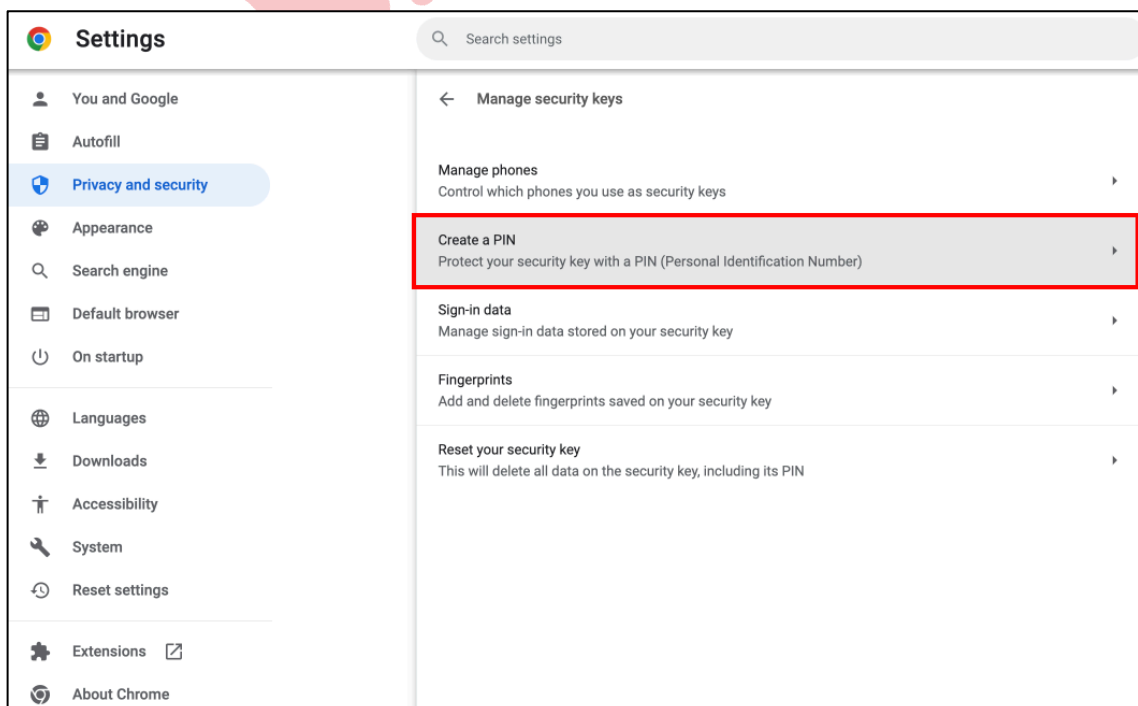 Settings
Search settings
You and Google
Autofill
Privacy and security
Appearance
Search engine
Default browser
On startup
Languages
Downloads
Accessibility
System
Reset settings
Extensions
About Chrome
Manage security keys
Manage phones
Control which phones you use as security keys
Create a PIN
Protect your security key with a PIN (Personal Identification Number)
Sign-in data
Manage sign-in data stored on your security key
Fingerprints
Add and delete fingerprints saved on your security key
Reset your security key
This will delete all data on the security key, including its PIN